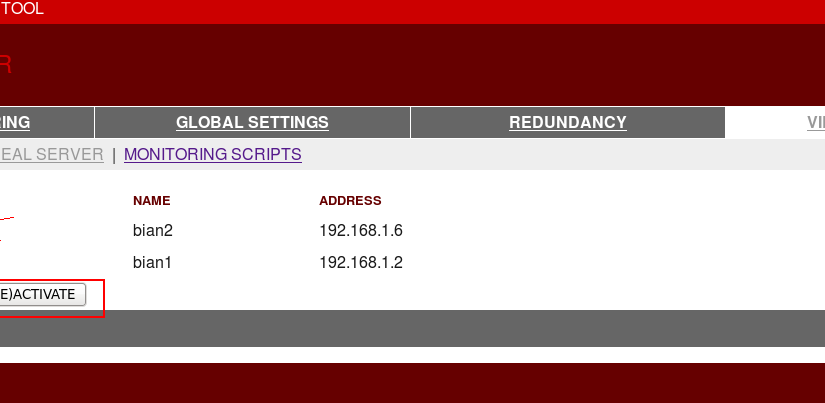 TOOL
R
RING GLOBAL SETTINGS REDUNDANCY VI
EAL SERVER | MONITORING SCRIPTS
NAME ADDRESS
bian2 192.168.1.6
bian1 192.168.1.2
E)ACTIVATE